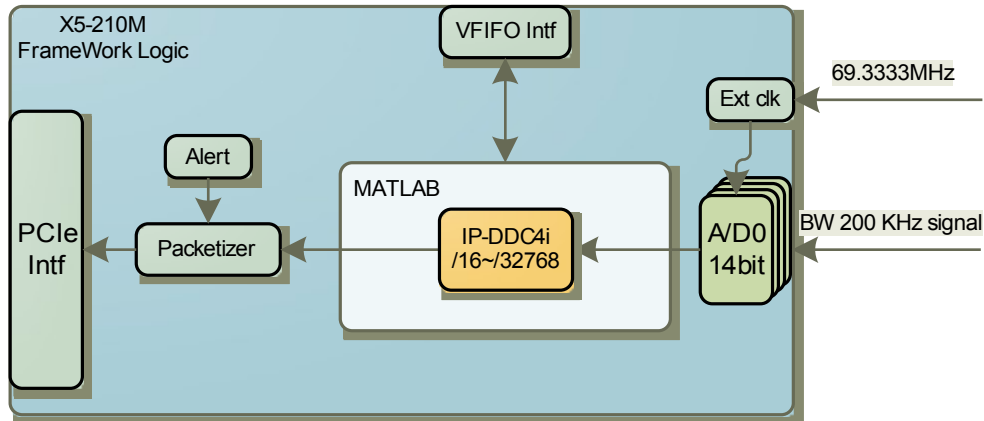 X5-210M
FrameWork Logic
VFIFO Intf
69.3333MHz
Ext clk
Alert
MATLAB
PCIe
Intf
Packetizer
IP-DDC4i
/16~/32768
A/D0
14bit
BW 200 KHz signal